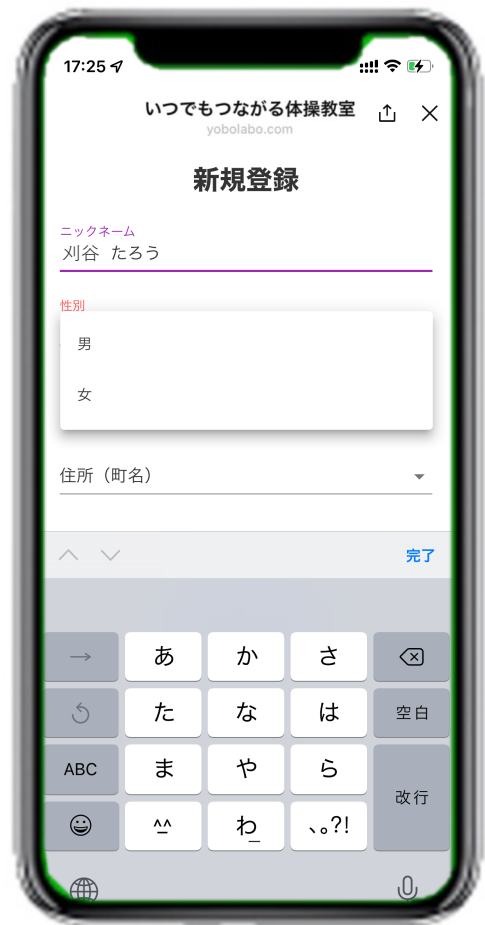 17:25
いつでもつながる体操教室
yobolabo.com
新規登録
ニックネーム
刈谷 たろう
性別
男
女
住所（町名）
完了
→ あ か さ
た な は 空白
ABC ま や ら 改行
^_^ わ_ 、。?!